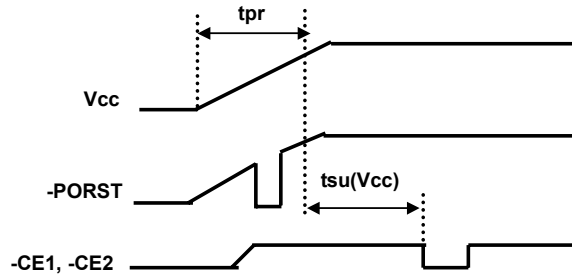 tpr
Vcc
-PORST
tsu(Vcc)
-CE1, -CE2